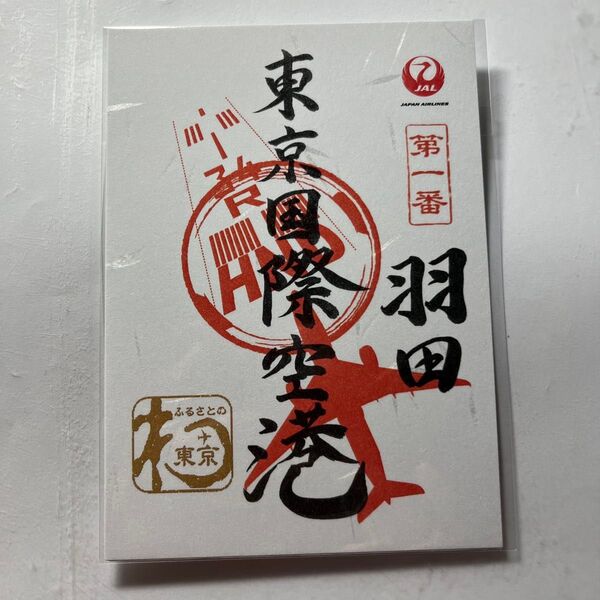 JAL
JAPAN AIRLINES
第一番
羽田
東京国際空港
HND
34R
ふるさとの
東京